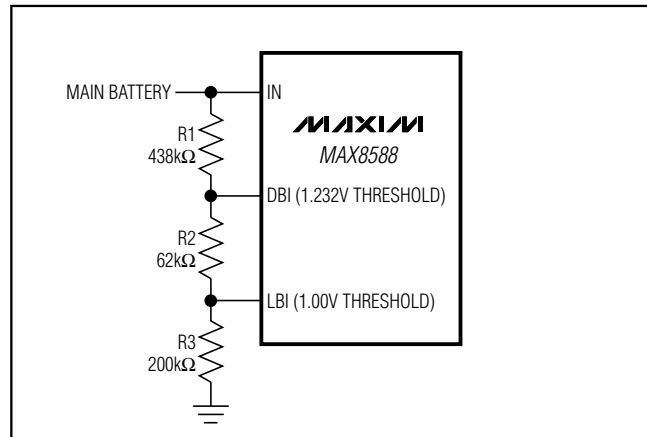 MAIN BATTERY
IN
MAXIM
MAX8588
R1
438kΩ
DBI (1.232V THRESHOLD)
R2
62kΩ
LBI (1.00V THRESHOLD)
R3
200kΩ